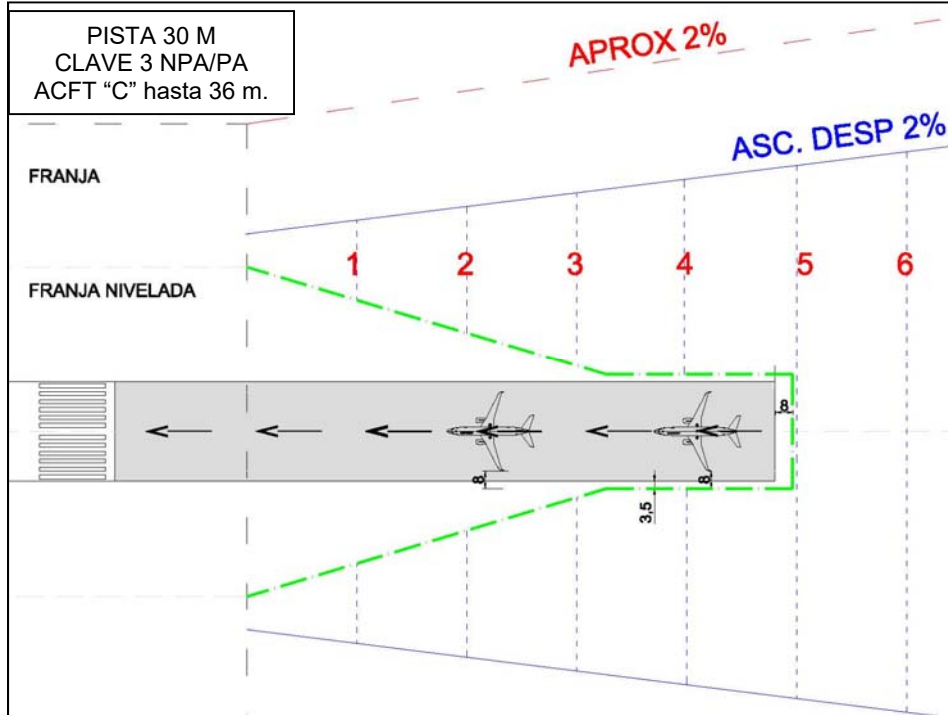 PISTA 30 M
CLAVE 3 NPA/PA
ACFT “C” hasta 36 m.
APROX 2%
ASC. DESP 2%
FRANJA
1 2 3 4 5 6
FRANJA NIVELADA
8
8
8
3,5